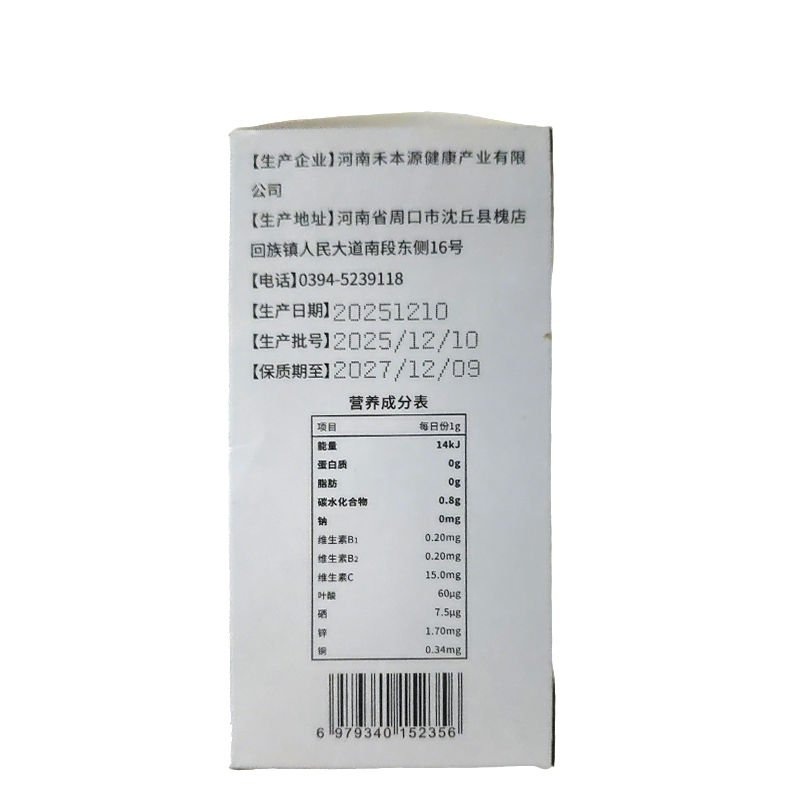 【生产企业】河南禾本源健康产业有限
公司
【生产地址】河南省周口市沈丘县槐店
回族镇人民大道南段东侧16号
【电话】0394-5239118
【生产日期】20251210
【生产批号】2025/12/10
【保质期至】2027/12/09
营养成分表
项目 每日份1g
能量 14kJ
蛋白质 0g
脂肪 0g
碳水化合物 0.8g
钠 0mg
维生素B1 0.20mg
维生素B2 0.20mg
维生素C 15.0mg
叶酸 60μg
硒 7.5μg
锌 1.70mg
铜 0.34mg
6 979340 152356